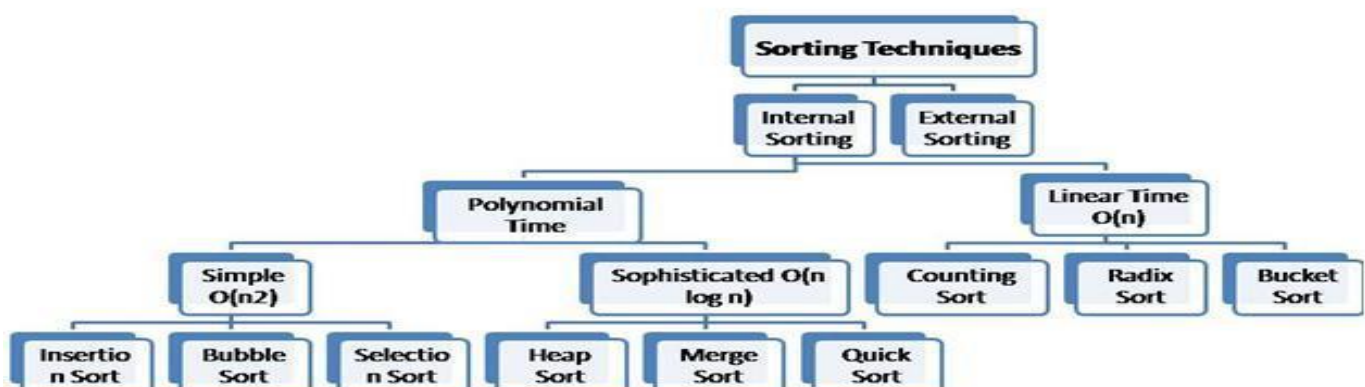 Sorting Techniques
Internal
Sorting
External
Sorting
Polynomial
Time
Linear Time
O(n)
Simple
O(n2)
Sophisticated O(n
log n)
Counting
Sort
Radix
Sort
Bucket
Sort
Insertio
n Sort
Bubble
Sort
Selectio
n Sort
Heap
Sort
Merge
Sort
Quick
Sort